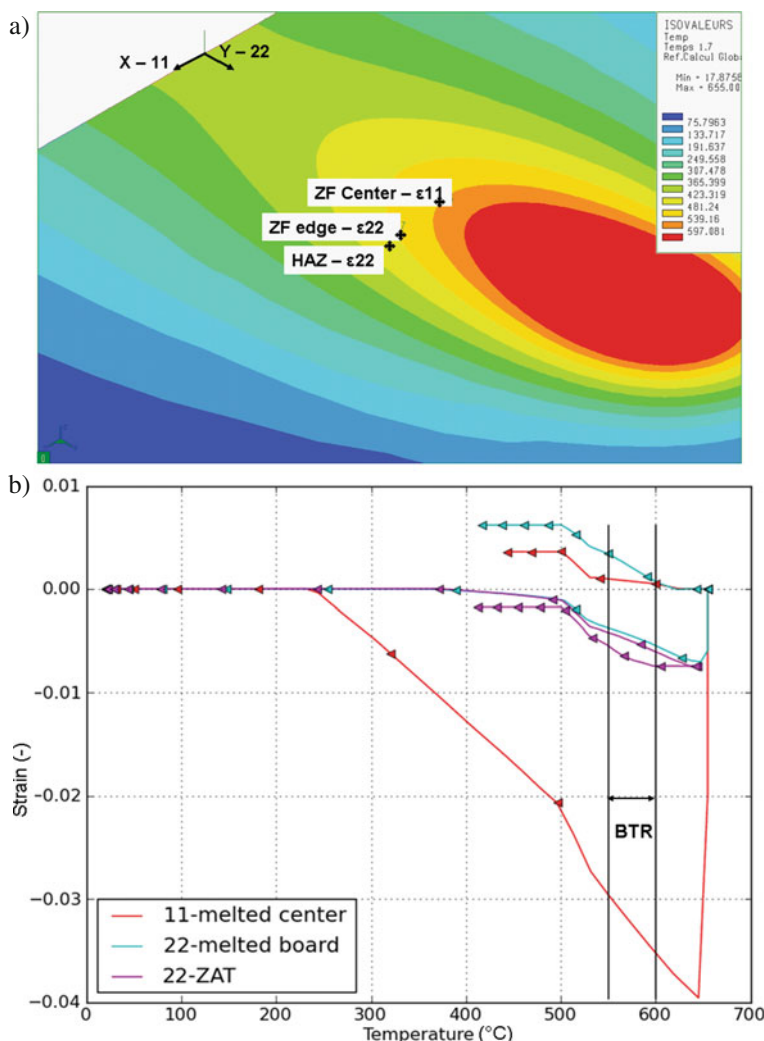 a)
X – 11
Y – 22
ISOVALEURS
Temp
Temps 1.7
Ref.Calcul Globa
Min = 17.8758
Max = 655.00
75.7963
133.717
191.637
249.558
307.478
365.399
423.319
481.24
539.16
597.081
ZF Center – ε11
ZF edge – ε22
HAZ – ε22
0
b)
0.01
0.00
−0.01
−0.02
−0.03
−0.04
Strain (-)
BTR
11-melted center
22-melted board
22-ZAT
0 100 200 300 400 500 600 700
Temperature (°C)